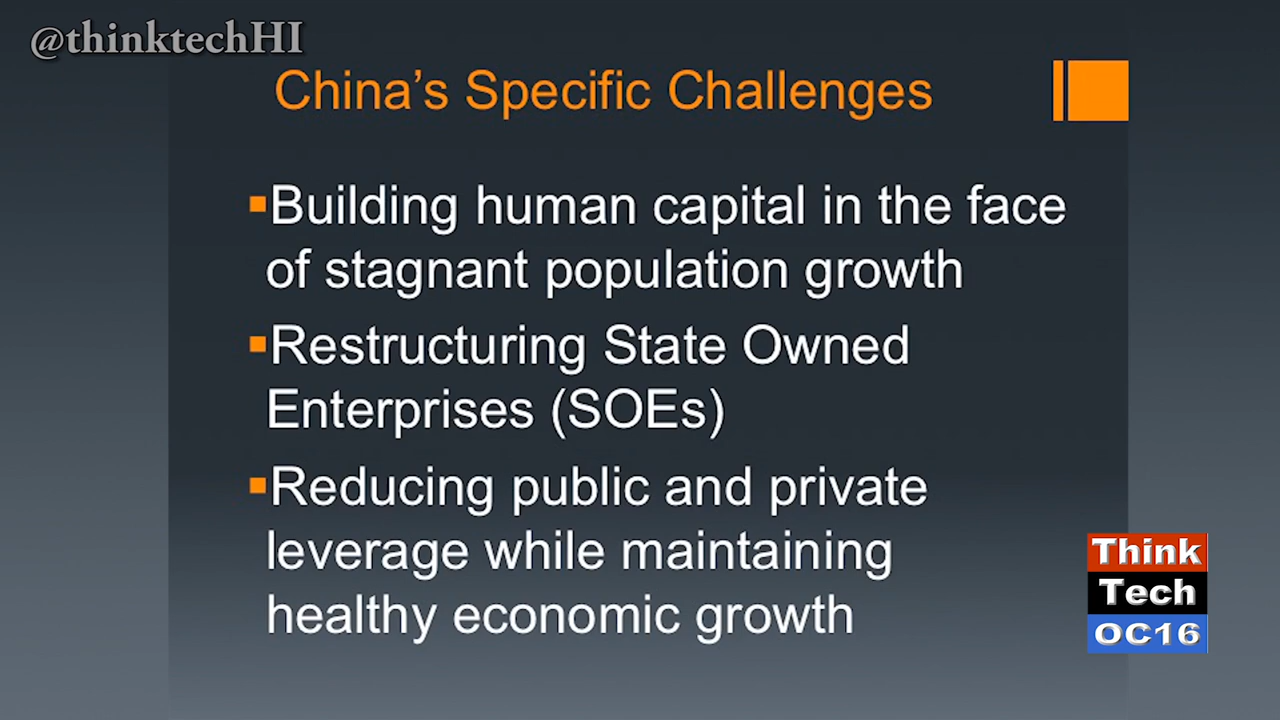 @thinktechHI
China's Specific Challenges
Building human capital in the face
of stagnant population growth
Restructuring State Owned
Enterprises (SOEs)
Reducing public and private
leverage while maintaining
healthy economic growth
Think
Tech
OC16